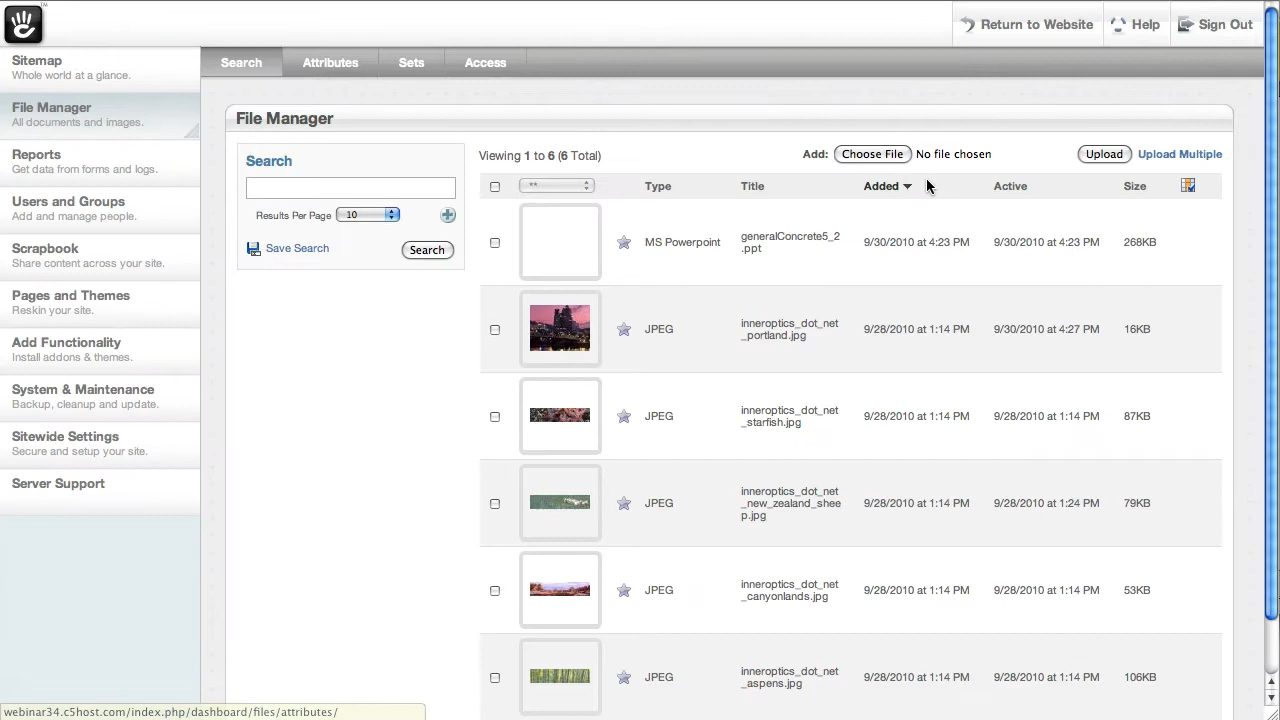 TM
Return to Website
Help
Sign Out
Sitemap
Whole world at a glance.
File Manager
All documents and images.
Reports
Get data from forms and logs.
Users and Groups
Add and manage people.
Scrapbook
Share content across your site.
Pages and Themes
Reskin your site.
Add Functionality
Install addons & themes.
System & Maintenance
Backup, cleanup and update.
Sitewide Settings
Secure and setup your site.
Server Support
Search Attributes Sets Access
File Manager
Search
Results Per Page 10
Save Search Search
Viewing 1 to 6 (6 Total)
Add: Choose File No file chosen Upload Upload Multiple
** Type Title Added Active Size
MS Powerpoint generalConcrete5_2 9/30/2010 at 4:23 PM 9/30/2010 at 4:23 PM 268KB
.ppt
JPEG inneroptics_dot_net 9/28/2010 at 1:14 PM 9/30/2010 at 4:27 PM 16KB
_portland.jpg
JPEG inneroptics_dot_net 9/28/2010 at 1:14 PM 9/28/2010 at 1:14 PM 87KB
_starfish.jpg
inneroptics_dot_net
JPEG _new_zealand_shee 9/28/2010 at 1:14 PM 9/28/2010 at 1:24 PM 79KB
p.jpg
JPEG inneroptics_dot_net 9/28/2010 at 1:14 PM 9/28/2010 at 1:14 PM 53KB
_canyonlands.jpg
JPEG inneroptics_dot_net 9/28/2010 at 1:14 PM 9/28/2010 at 1:14 PM 106KB
_aspens.jpg
webinar34.c5host.com/index.php/dashboard/files/attributes/